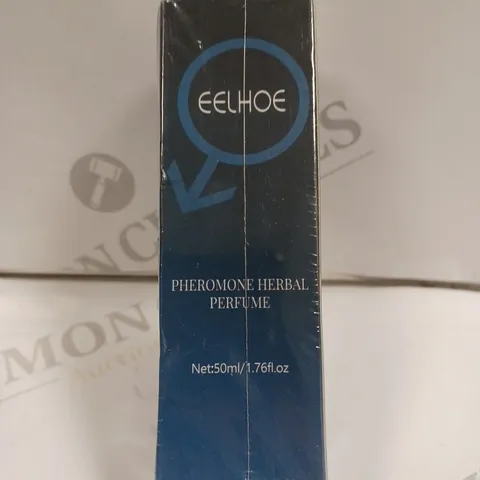 EELHOE
PHEROMONE HERBAL
PERFUME
Net:50ml/1.76fl.oz